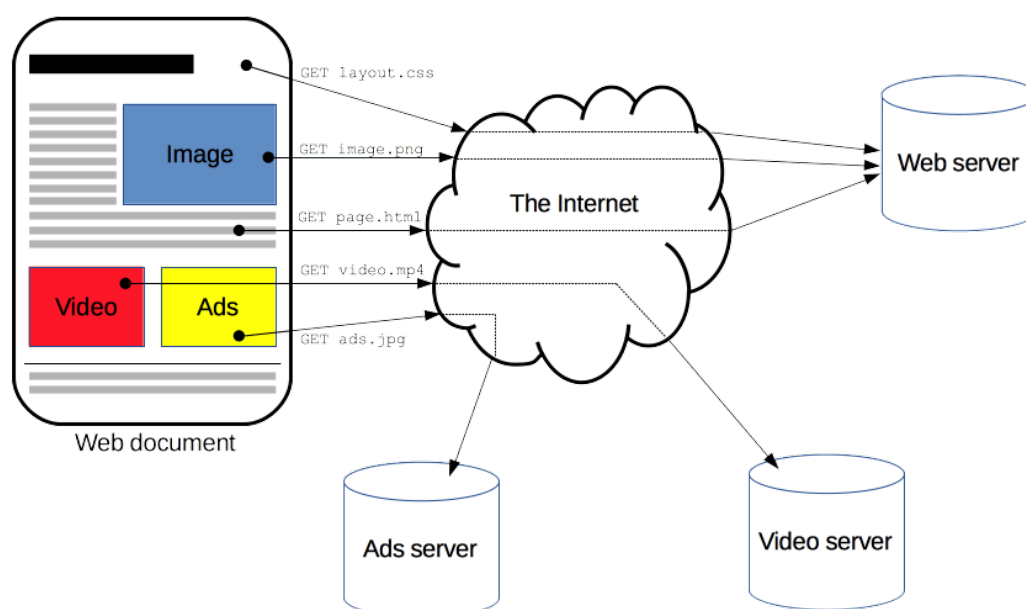 GET layout.css
Image
GET image.png
Web server
The Internet
GET page.html
GET video.mp4
Video
Ads
GET ads.jpg
Web document
Ads server
Video server